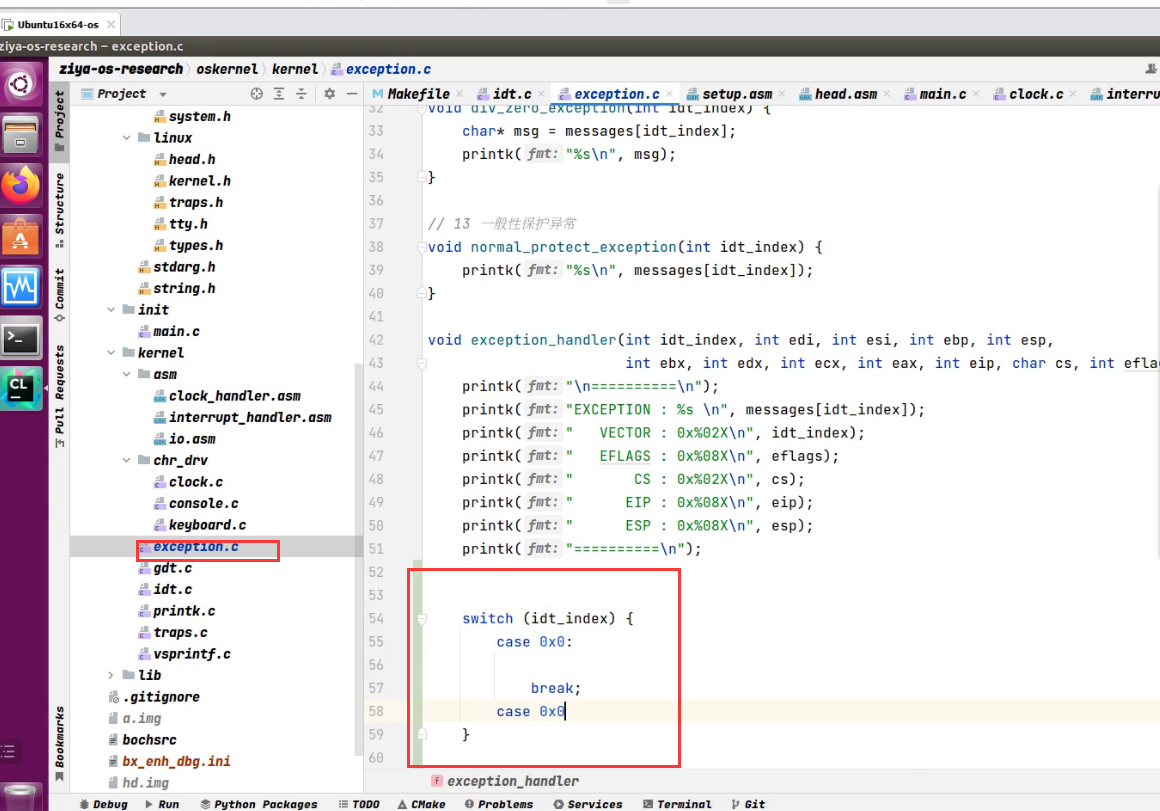 Ubuntu16x64-os
ziya-os-research – exception.c
ziya-os-research oskernel kernel exception.c
Project
Makefile idt.c exception.c setup.asm head.asm main.c clock.c interru
Project
Structure
Commit
Pull Requests
Bookmarks
system.h
linux
head.h
kernel.h
traps.h
tty.h
types.h
stdarg.h
string.h
init
main.c
kernel
asm
clock_handler.asm
interrupt_handler.asm
io.asm
chr_drv
clock.c
console.c
keyboard.c
exception.c
gdt.c
idt.c
printk.c
traps.c
vsprintf.c
lib
.gitignore
a.img
bochsrc
bx_enh_dbg.ini
hd.img
32 void div_zero_exception(int idt_index) {
33 char* msg = messages[idt_index];
34 printk( fmt: "%s\n", msg);
35 }
36
37 // 13 一般性保护异常
38 void normal_protect_exception(int idt_index) {
39 printk( fmt: "%s\n", messages[idt_index]);
40 }
41
42 void exception_handler(int idt_index, int edi, int esi, int ebp, int esp,
43 int ebx, int edx, int ecx, int eax, int eip, char cs, int efla
44 printk( fmt: "\n==========\n");
45 printk( fmt: "EXCEPTION : %s \n", messages[idt_index]);
46 printk( fmt: " VECTOR : 0x%02X\n", idt_index);
47 printk( fmt: " EFLAGS : 0x%08X\n", eflags);
48 printk( fmt: " CS : 0x%02X\n", cs);
49 printk( fmt: " EIP : 0x%08X\n", eip);
50 printk( fmt: " ESP : 0x%08X\n", esp);
51 printk( fmt: "==========\n");
52
53
54 switch (idt_index) {
55 case 0x0:
56
57 break;
58 case 0x0
59 }
60
f exception_handler
Debug Run Python Packages TODO CMake Problems Services Terminal Git